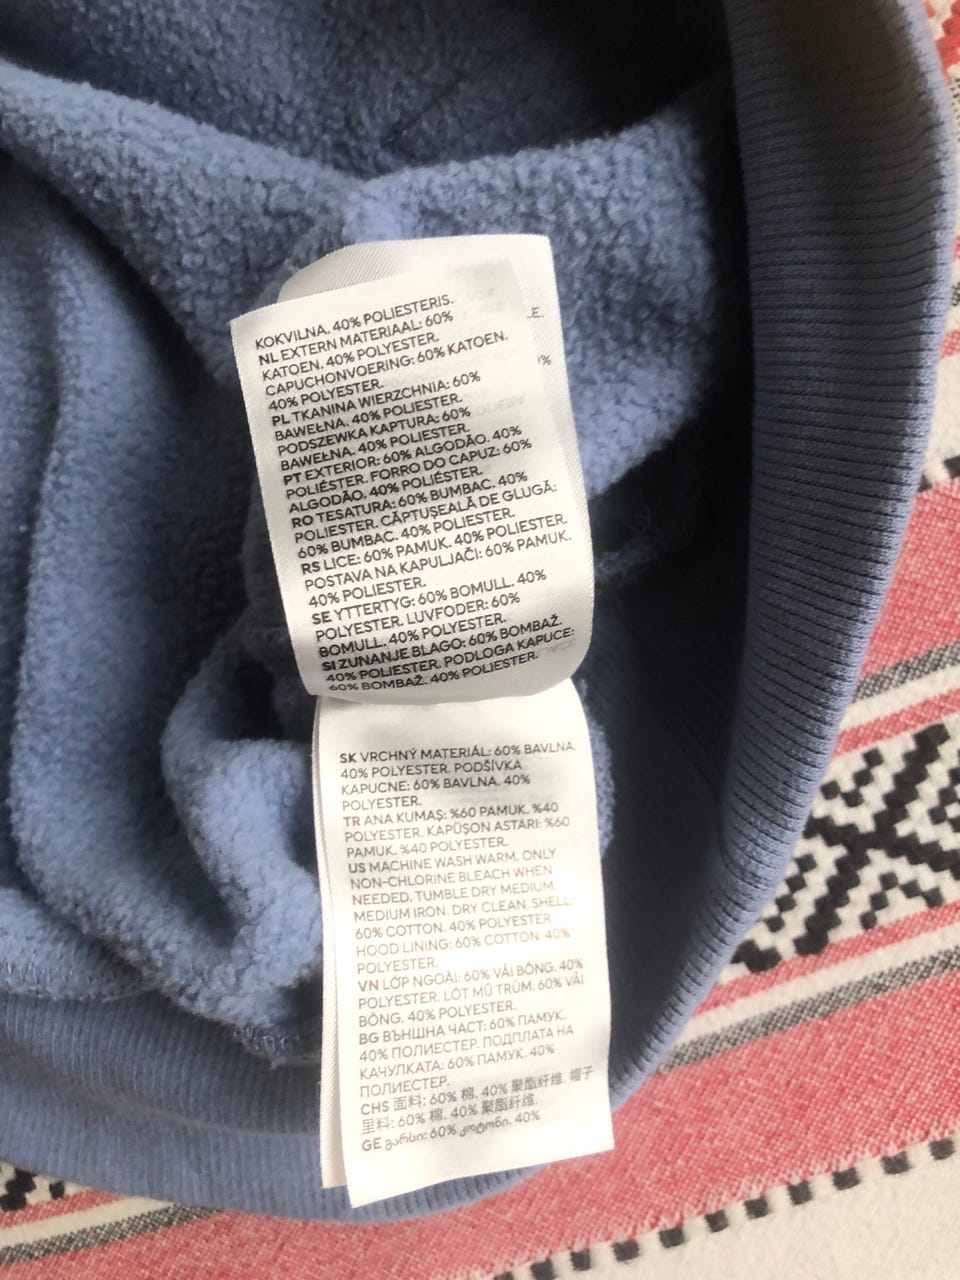 KOKVILNA. 40% POLIESTERIS.
NL EXTERN MATERIAAL: 60%
KATOEN. 40% POLYESTER.
CAPUCHONVOERING: 60% KATOEN.
40% POLYESTER.
PL TKANINA WIERZCHNIA: 60%
BAWEŁNA. 40% POLIESTER.
PODSZEWKA KAPTURA: 60%
BAWEŁNA. 40% POLIESTER.
PT EXTERIOR: 60% ALGODÃO. 40%
POLIÉSTER. FORRO DO CAPUZ: 60%
ALGODÃO. 40% POLIÉSTER.
RO TESATURA: 60% BUMBAC. 40%
POLIESTER. CĂPTUȘEALĂ DE GLUGĂ:
60% BUMBAC. 40% POLIESTER.
RS LICE: 60% PAMUK. 40% POLIESTER.
POSTAVA NA KAPULJAČI: 60% PAMUK.
40% POLIESTER.
SE YTTERTYG: 60% BOMULL. 40%
POLYESTER. LUVFODER: 60%
BOMULL. 40% POLYESTER.
SI ZUNANJE BLAGO: 60% BOMBAŽ.
40% POLIESTER. PODLOGA KAPUCE:
60% BOMBAŽ. 40% POLIESTER.
SK VRCHNÝ MATERIÁL: 60% BAVLNA.
40% POLYESTER. PODŠÍVKA
KAPUCNE: 60% BAVLNA. 40%
POLYESTER.
TR ANA KUMAŞ: %60 PAMUK. %40
POLYESTER. KAPÜŞON ASTARI: %60
PAMUK. %40 POLYESTER.
US MACHINE WASH WARM. ONLY
NON-CHLORINE BLEACH WHEN
NEEDED. TUMBLE DRY MEDIUM.
MEDIUM IRON. DRY CLEAN. SHELL:
60% COTTON. 40% POLYESTER.
HOOD LINING: 60% COTTON. 40%
POLYESTER.
VN LỚP NGOÀI: 60% VẢI BÔNG. 40%
POLYESTER. LÓT MŨ TRÙM: 60% VẢI
BÔNG. 40% POLYESTER.
BG ВЪНШНА ЧАСТ: 60% ПАМУК.
40% ПОЛИЕСТЕР. ПОДПЛАТА НА
КАЧУЛКАТА: 60% ПАМУК. 40%
ПОЛИЕСТЕР.
CHS 面料: 60% 棉. 40% 聚酯纤维. 帽子
里料: 60% 棉. 40% 聚酯纤维.
GE გარსი: 60% კოტონი. 40%